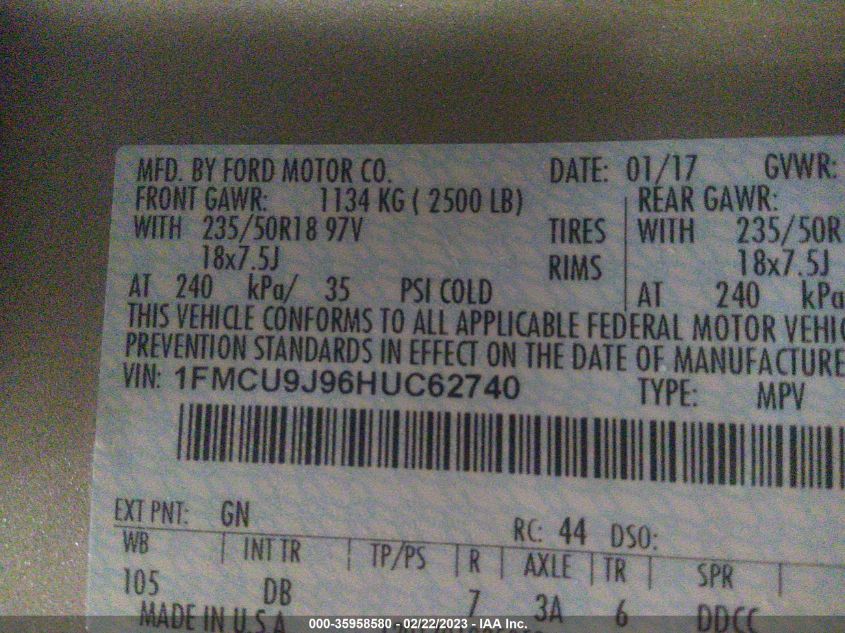 MFD. BY FORD MOTOR CO. DATE: 01/17 GVWR:
FRONT GAWR: 1134 KG ( 2500 LB) REAR GAWR:
WITH 235/50R18 97V TIRES WITH 235/50R
18x7.5J RIMS 18x7.5J
AT 240 kPa/ 35 PSI COLD AT 240 kPa
THIS VEHICLE CONFORMS TO ALL APPLICABLE FEDERAL MOTOR VEHIC
PREVENTION STANDARDS IN EFFECT ON THE DATE OF MANUFACTURE
VIN: 1FMCU9J96HUC62740 TYPE: MPV
EXT PNT: GN RC: 44 DSO:
WB INT TR TP/PS R AXLE TR SPR
105 DB 7 3A 6 DDCC
MADE IN U.S.A
000-35958580 - 02/22/2023 - IAA Inc.